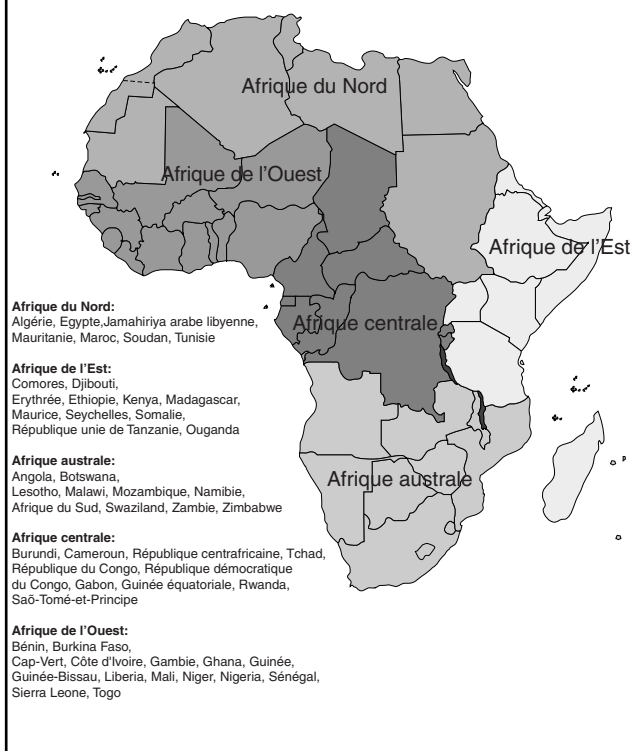 Afrique du Nord
Afrique de l'Ouest
Afrique de l'Est
Afrique centrale
Afrique australe
Afrique du Nord:
Algérie, Egypte,Jamahiriya arabe libyenne,
Mauritanie, Maroc, Soudan, Tunisie
Afrique de l'Est:
Comores, Djibouti,
Erythrée, Ethiopie, Kenya, Madagascar,
Maurice, Seychelles, Somalie,
République unie de Tanzanie, Ouganda
Afrique australe:
Angola, Botswana,
Lesotho, Malawi, Mozambique, Namibie,
Afrique du Sud, Swaziland, Zambie, Zimbabwe
Afrique centrale:
Burundi, Cameroun, République centrafricaine, Tchad,
République du Congo, République démocratique
du Congo, Gabon, Guinée équatoriale, Rwanda,
Saõ-Tomé-et-Principe
Afrique de l'Ouest:
Bénin, Burkina Faso,
Cap-Vert, Côte d'Ivoire, Gambie, Ghana, Guinée,
Guinée-Bissau, Liberia, Mali, Niger, Nigeria, Sénégal,
Sierra Leone, Togo